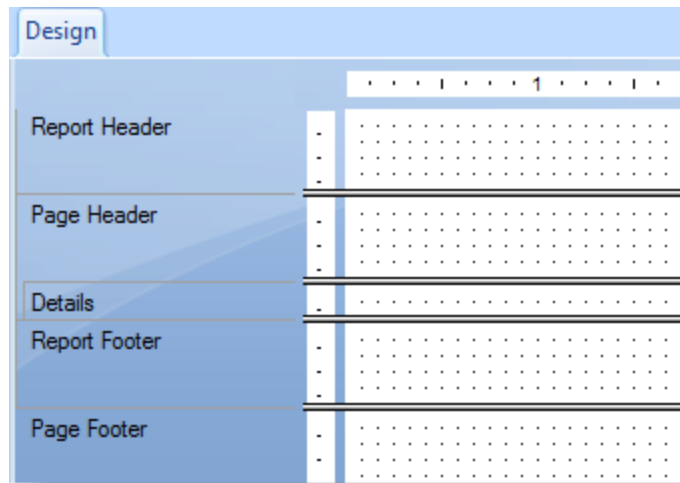 Design
1
Report Header
Page Header
Details
Report Footer
Page Footer